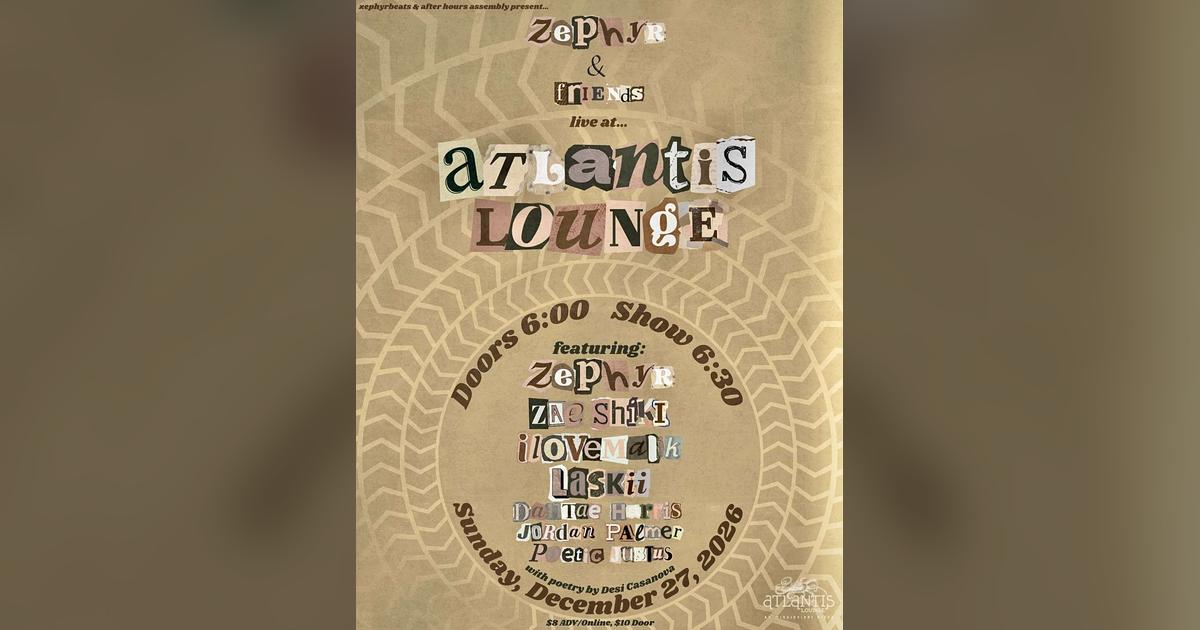 zephyrbeats & after hours assembly present...
zephyr
&
friends
live at...
atlantis
LOUNgE
Doors 6:00 Show 6:30
featuring:
zephyr
Zae Shiki
iloveMalik
Laskii
Dantae Harris
Jordan Palmer
Poetic Justus
with poetry by Desi Casanova
Sunday, December 27, 2026
$8 ADV/Online, $10 Door
atlantis
LOUNGE